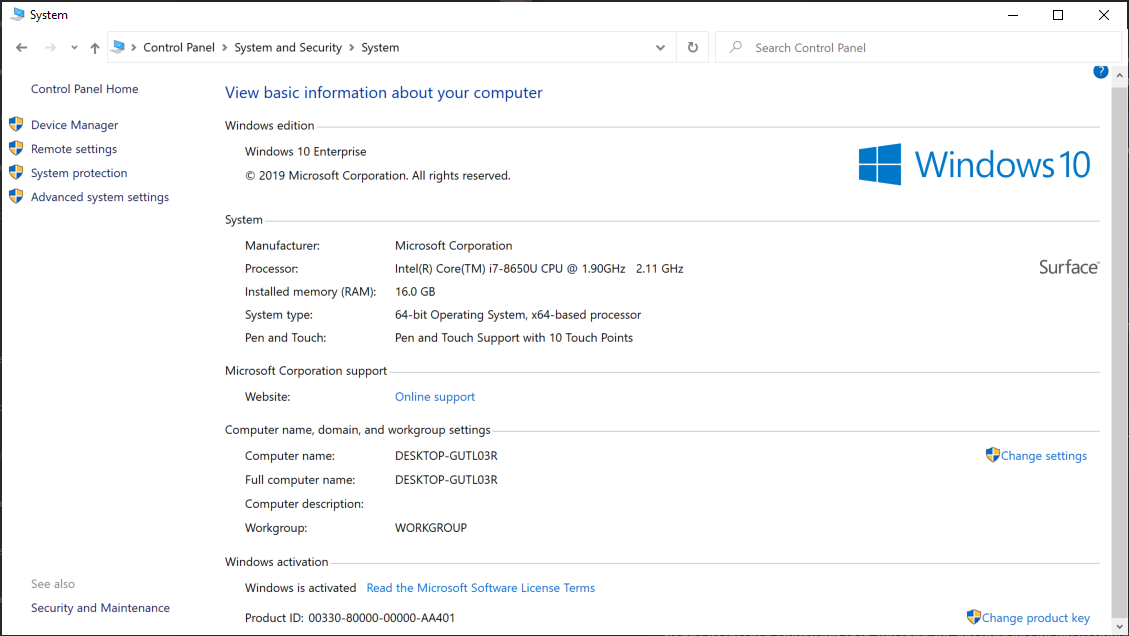 System
Control Panel > System and Security > System
Search Control Panel
?
Control Panel Home
Device Manager
Remote settings
System protection
Advanced system settings
View basic information about your computer
Windows edition
Windows 10 Enterprise
© 2019 Microsoft Corporation. All rights reserved.
Windows 10
System
Manufacturer: Microsoft Corporation
Processor: Intel(R) Core(TM) i7-8650U CPU @ 1.90GHz 2.11 GHz
Installed memory (RAM): 16.0 GB
System type: 64-bit Operating System, x64-based processor
Pen and Touch: Pen and Touch Support with 10 Touch Points
Surface
Microsoft Corporation support
Website: Online support
Computer name, domain, and workgroup settings
Computer name: DESKTOP-GUTL03R
Change settings
Full computer name: DESKTOP-GUTL03R
Computer description:
Workgroup: WORKGROUP
Windows activation
Windows is activated Read the Microsoft Software License Terms
Product ID: 00330-80000-00000-AA401
Change product key
See also
Security and Maintenance